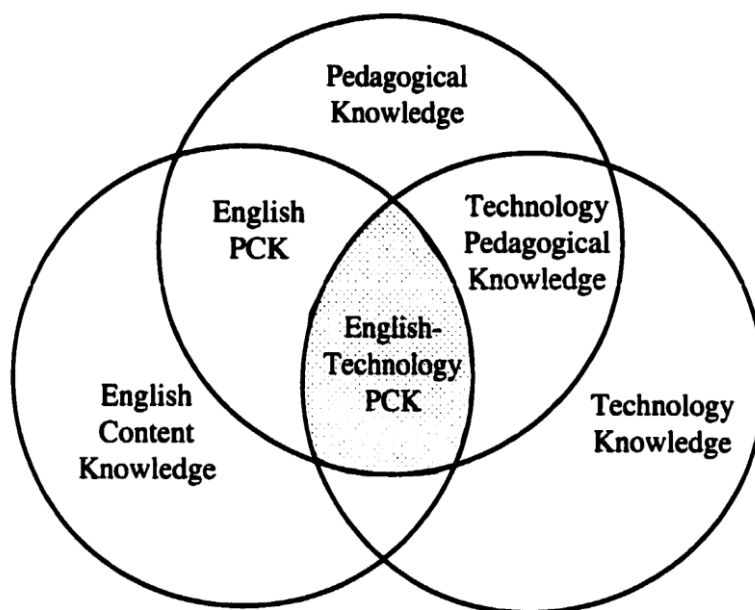 Pedagogical
Knowledge
English
PCK
Technology
Pedagogical
Knowledge
English-
Technology
PCK
English
Content
Knowledge
Technology
Knowledge